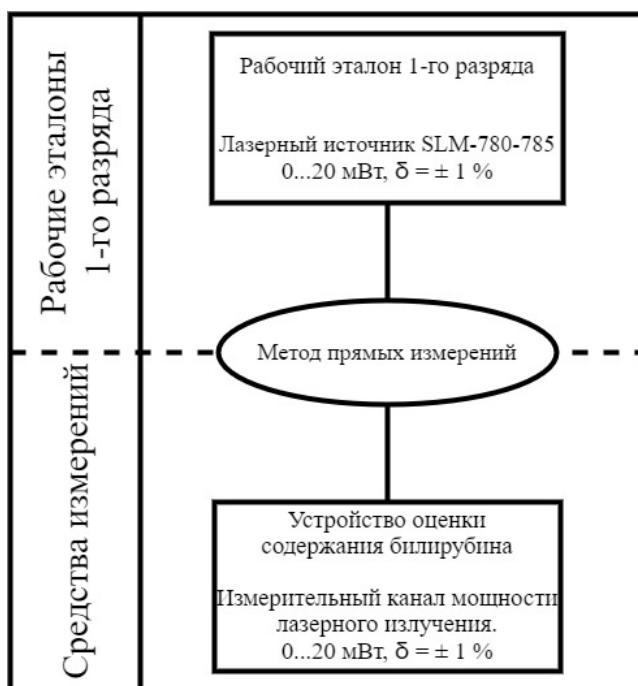 Рабочие эталоны
1-го разряда
Рабочий эталон 1-го разряда
Лазерный источник SLM-780-785
0...20 мВт, δ = ± 1 %
Метод прямых измерений
Средства измерений
Устройство оценки
содержания билирубина
Измерительный канал мощности
лазерного излучения.
0...20 мВт, δ = ± 1 %